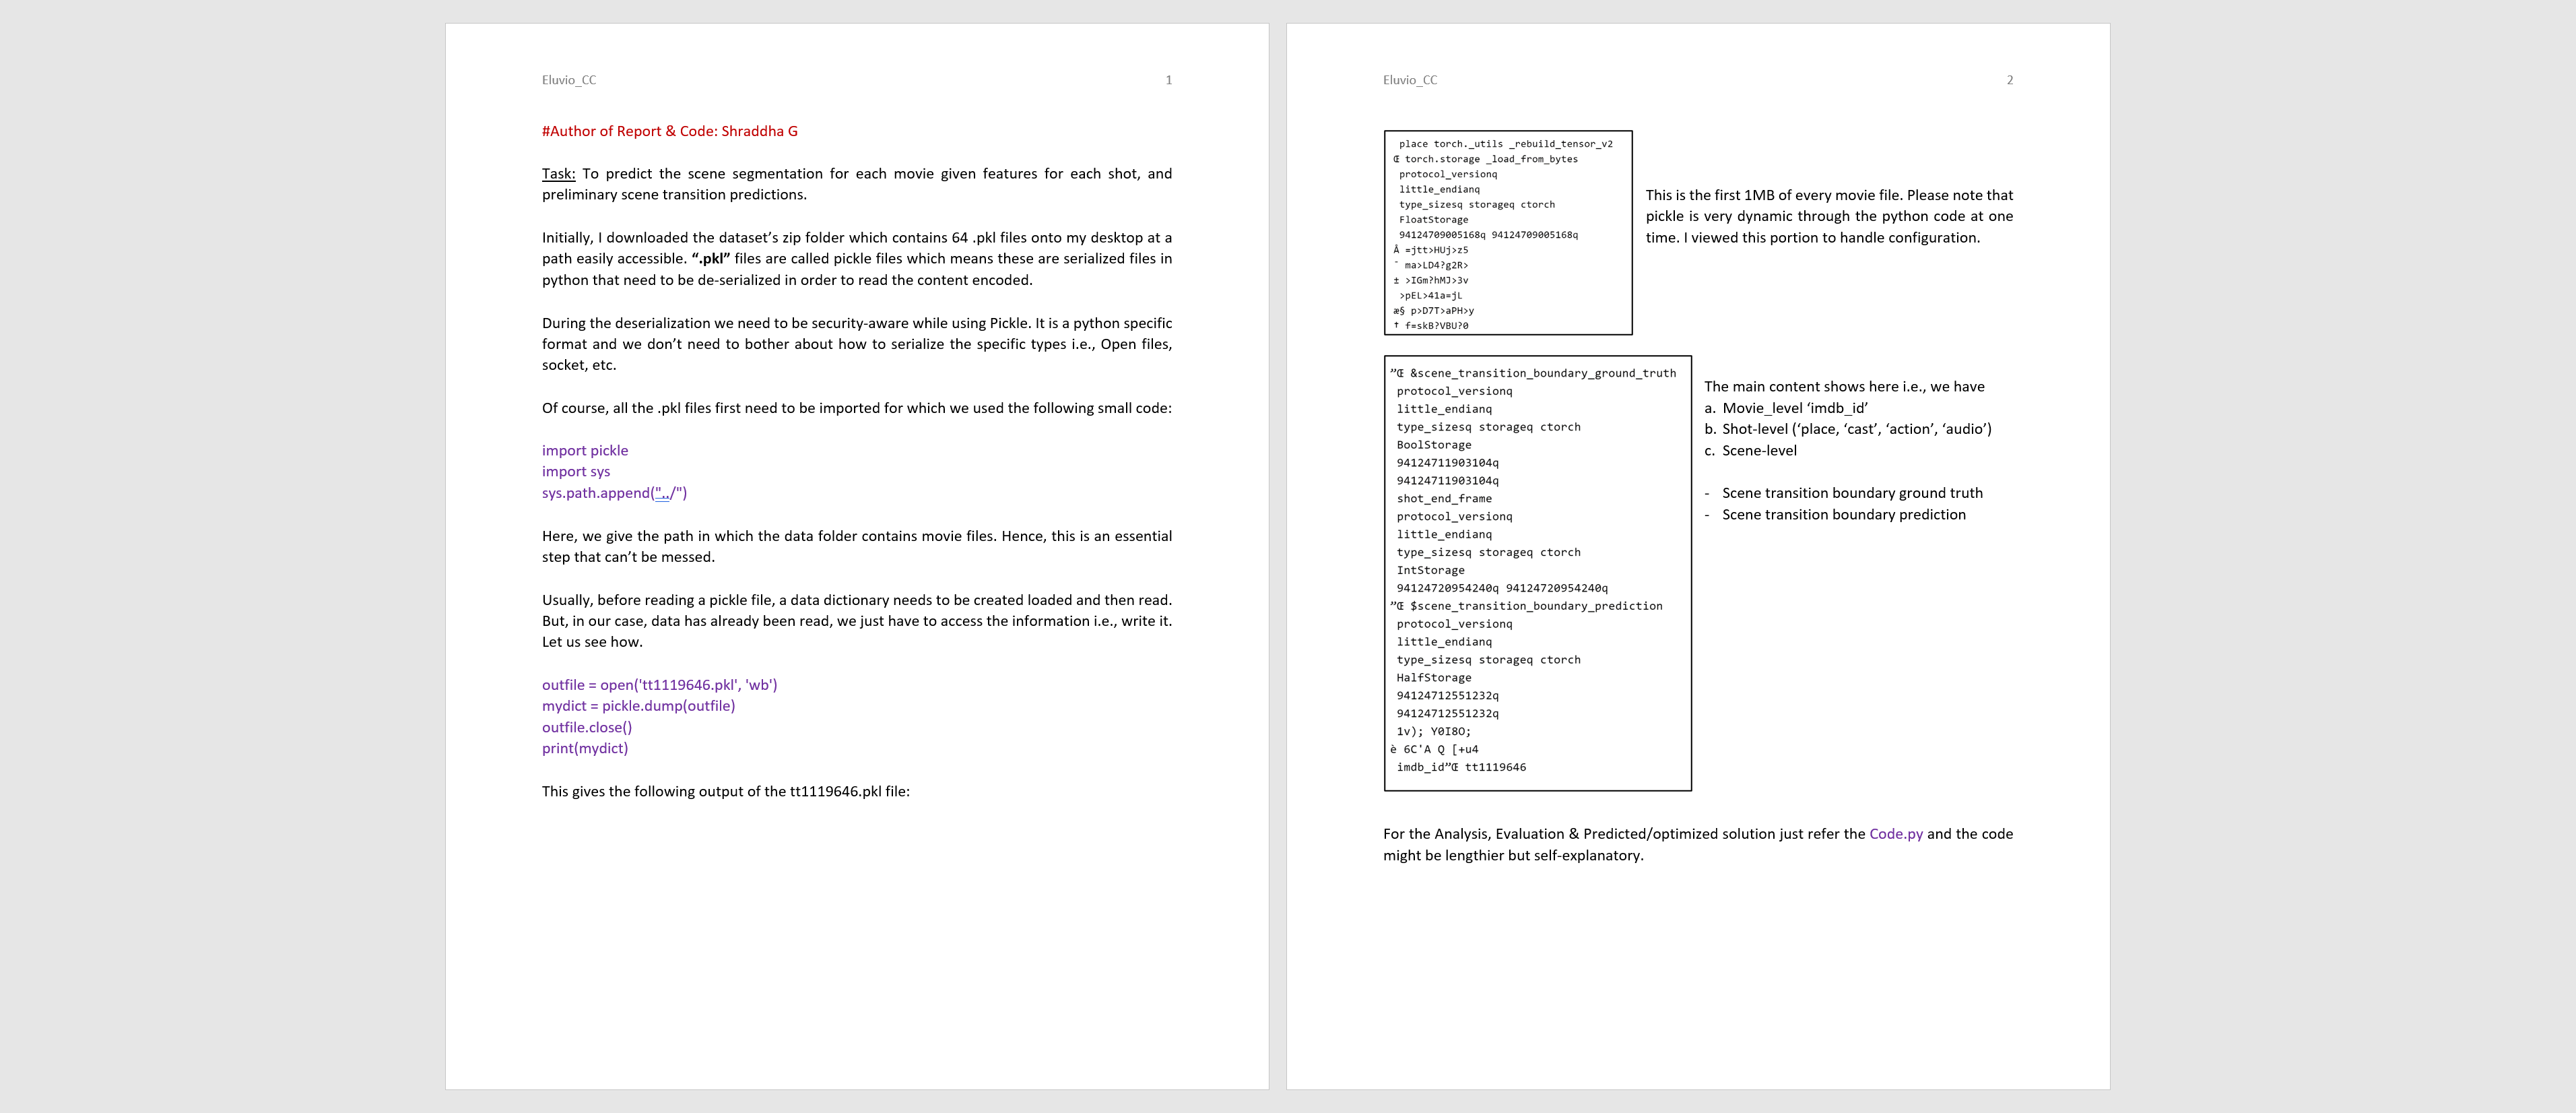 Eluvio_CC 1
#Author of Report & Code: Shraddha G
Task: To predict the scene segmentation for each movie given features for each shot, and
preliminary scene transition predictions.
Initially, I downloaded the dataset’s zip folder which contains 64 .pkl files onto my desktop at a
path easily accessible. “.pkl” files are called pickle files which means these are serialized files in
python that need to be de-serialized in order to read the content encoded.
During the deserialization we need to be security-aware while using Pickle. It is a python specific
format and we don’t need to bother about how to serialize the specific types i.e., Open files,
socket, etc.
Of course, all the .pkl files first need to be imported for which we used the following small code:
import pickle
import sys
sys.path.append("../")
Here, we give the path in which the data folder contains movie files. Hence, this is an essential
step that can’t be messed.
Usually, before reading a pickle file, a data dictionary needs to be created loaded and then read.
But, in our case, data has already been read, we just have to access the information i.e., write it.
Let us see how.
outfile = open('tt1119646.pkl', 'wb')
mydict = pickle.dump(outfile)
outfile.close()
print(mydict)
This gives the following output of the tt1119646.pkl file:
Eluvio_CC 2
place torch._utils _rebuild_tensor_v2
Œ torch.storage _load_from_bytes
protocol_versionq
little_endianq
type_sizesq storageq ctorch
FloatStorage
94124709005168q 94124709005168q
Å =jtt>HUj>z5
¨ ma>LD4?g2R>
± >IGm?hMJ>3v
>pEL>41a=jL
æ§ p>D7T>aPH>y
† f=skB?VBU?0
This is the first 1MB of every movie file. Please note that
pickle is very dynamic through the python code at one
time. I viewed this portion to handle configuration.
”Œ &scene_transition_boundary_ground_truth
protocol_versionq
little_endianq
type_sizesq storageq ctorch
BoolStorage
94124711903104q
94124711903104q
shot_end_frame
protocol_versionq
little_endianq
type_sizesq storageq ctorch
IntStorage
94124720954240q 94124720954240q
”Œ $scene_transition_boundary_prediction
protocol_versionq
little_endianq
type_sizesq storageq ctorch
HalfStorage
94124712551232q
94124712551232q
1v); Y0I8O;
è 6C'A Q [+u4
imdb_id”Œ tt1119646
The main content shows here i.e., we have
a. Movie_level ‘imdb_id’
b. Shot-level (‘place, ‘cast’, ‘action’, ‘audio’)
c. Scene-level
- Scene transition boundary ground truth
- Scene transition boundary prediction
For the Analysis, Evaluation & Predicted/optimized solution just refer the Code.py and the code
might be lengthier but self-explanatory.